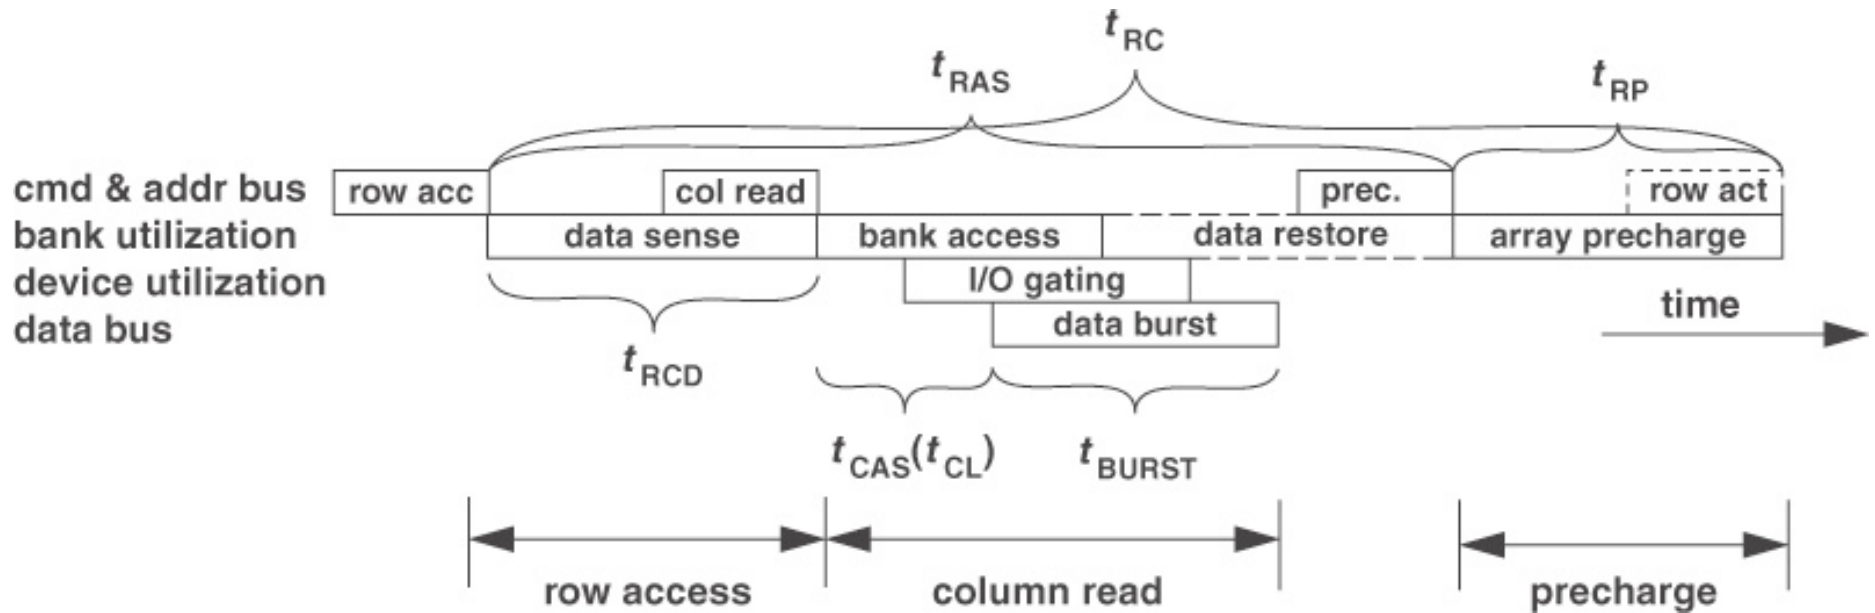 tRC
tRAS
tRP
cmd & addr bus
row acc
col read
prec.
row act
bank utilization
data sense
bank access
data restore
array precharge
device utilization
I/O gating
time
data bus
data burst
tRCD
tCAS(tCL)
tBURST
row access
column read
precharge